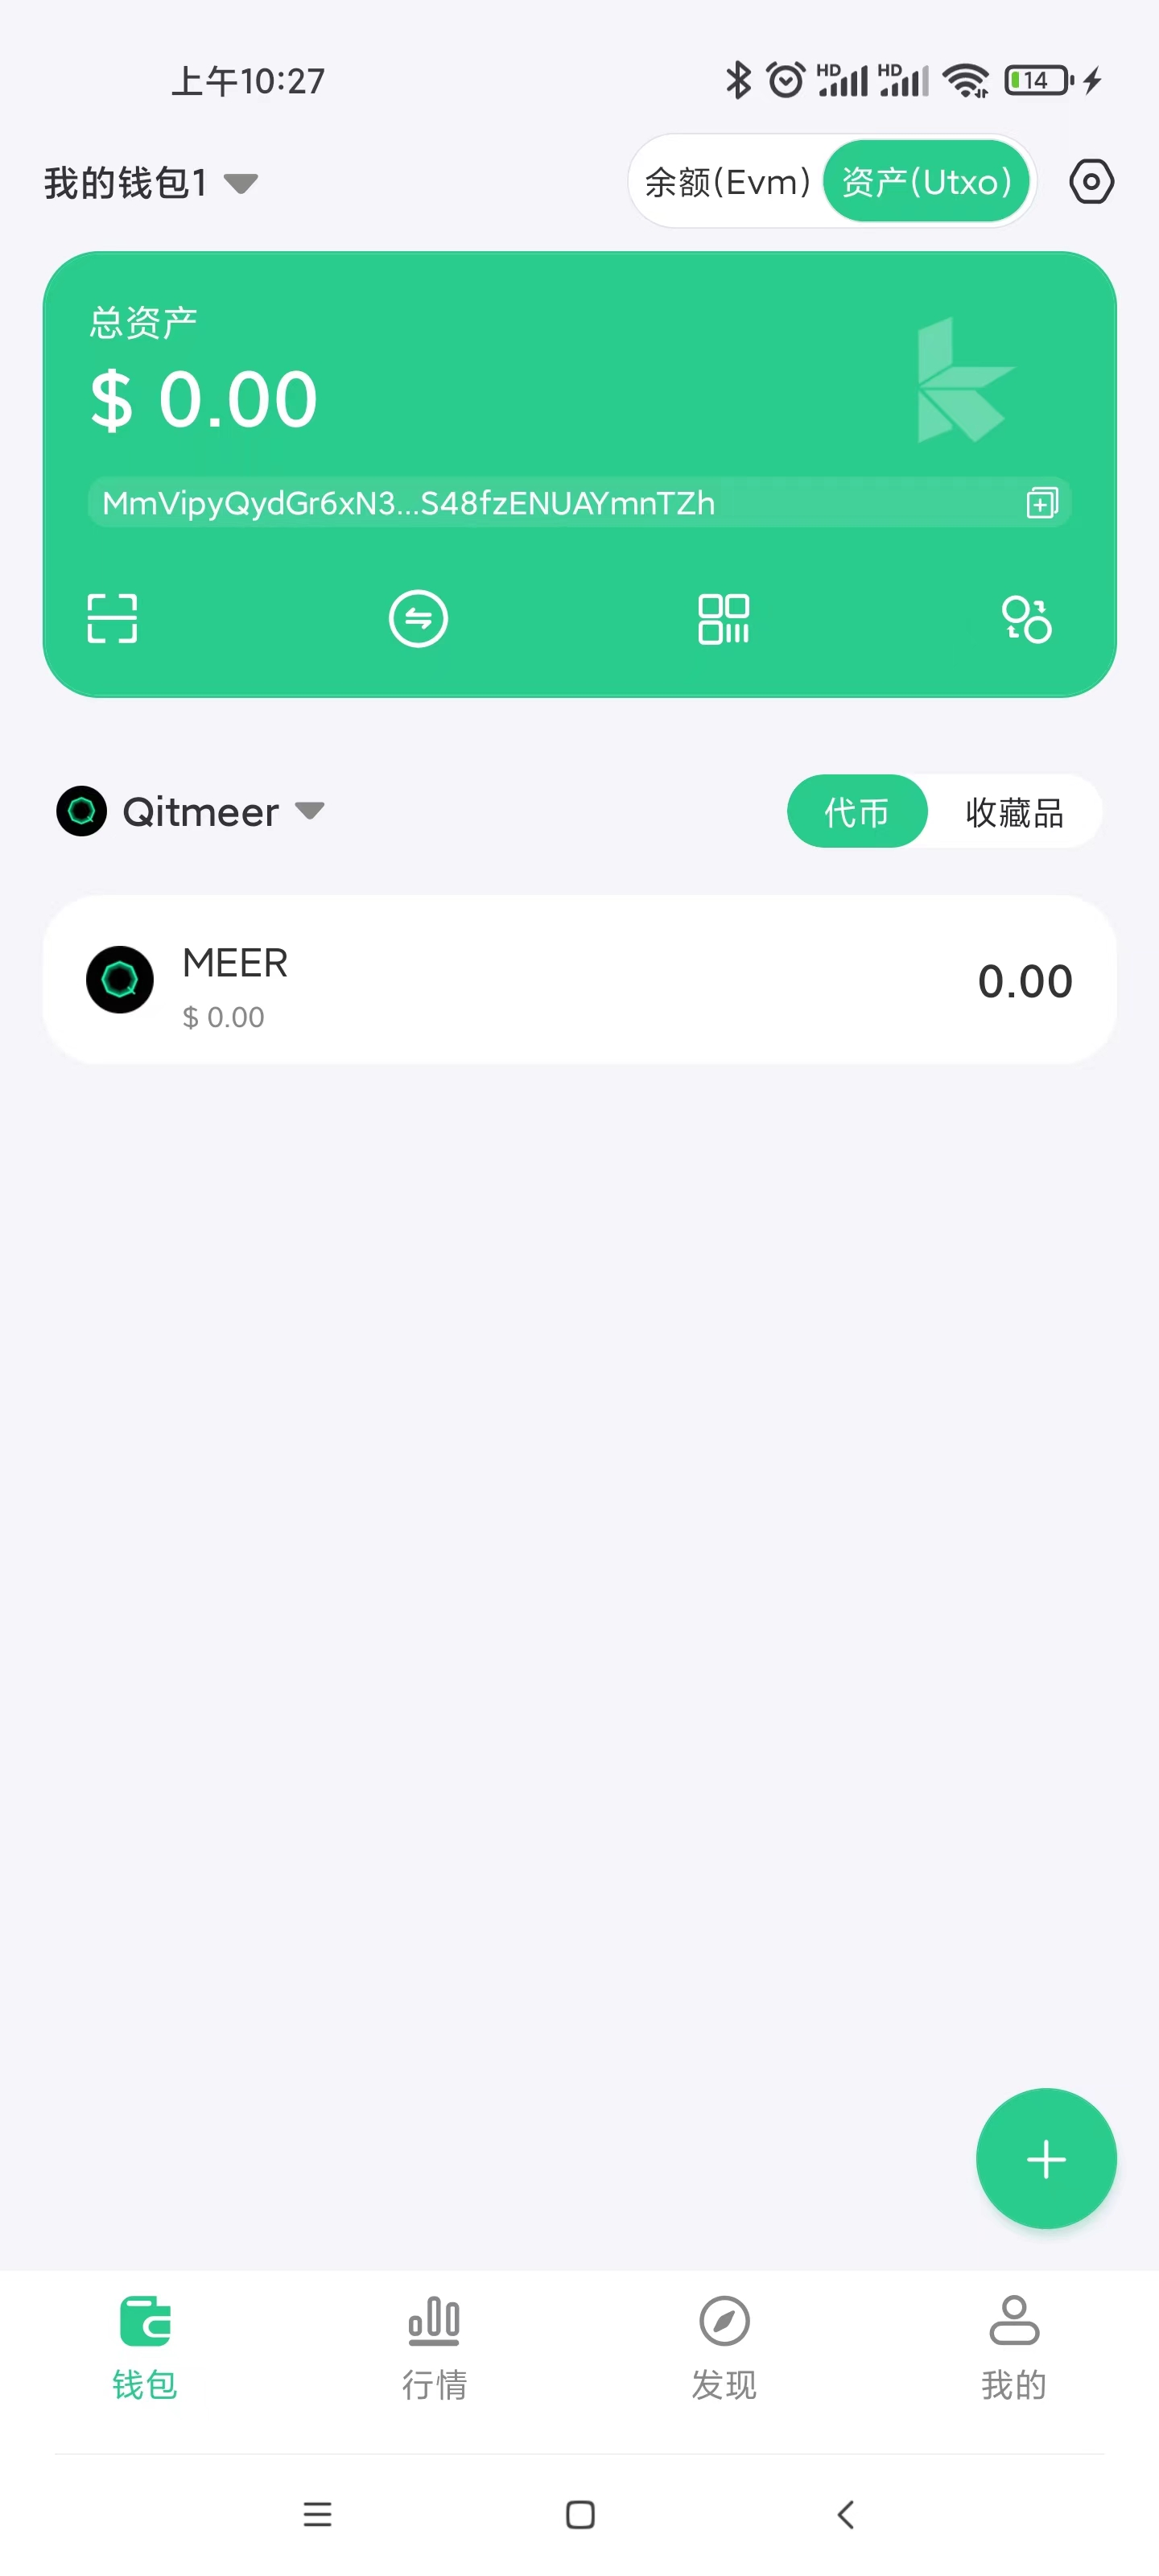 上午10:27
HD HD 14
我的钱包1
余额(Evm) 资产(Utxo)
总资产
$ 0.00
MmVipyQydGr6xN3...S48fzENUAYmnTZh
Qitmeer
代币 收藏品
MEER
$ 0.00
0.00
钱包 行情 发现 我的